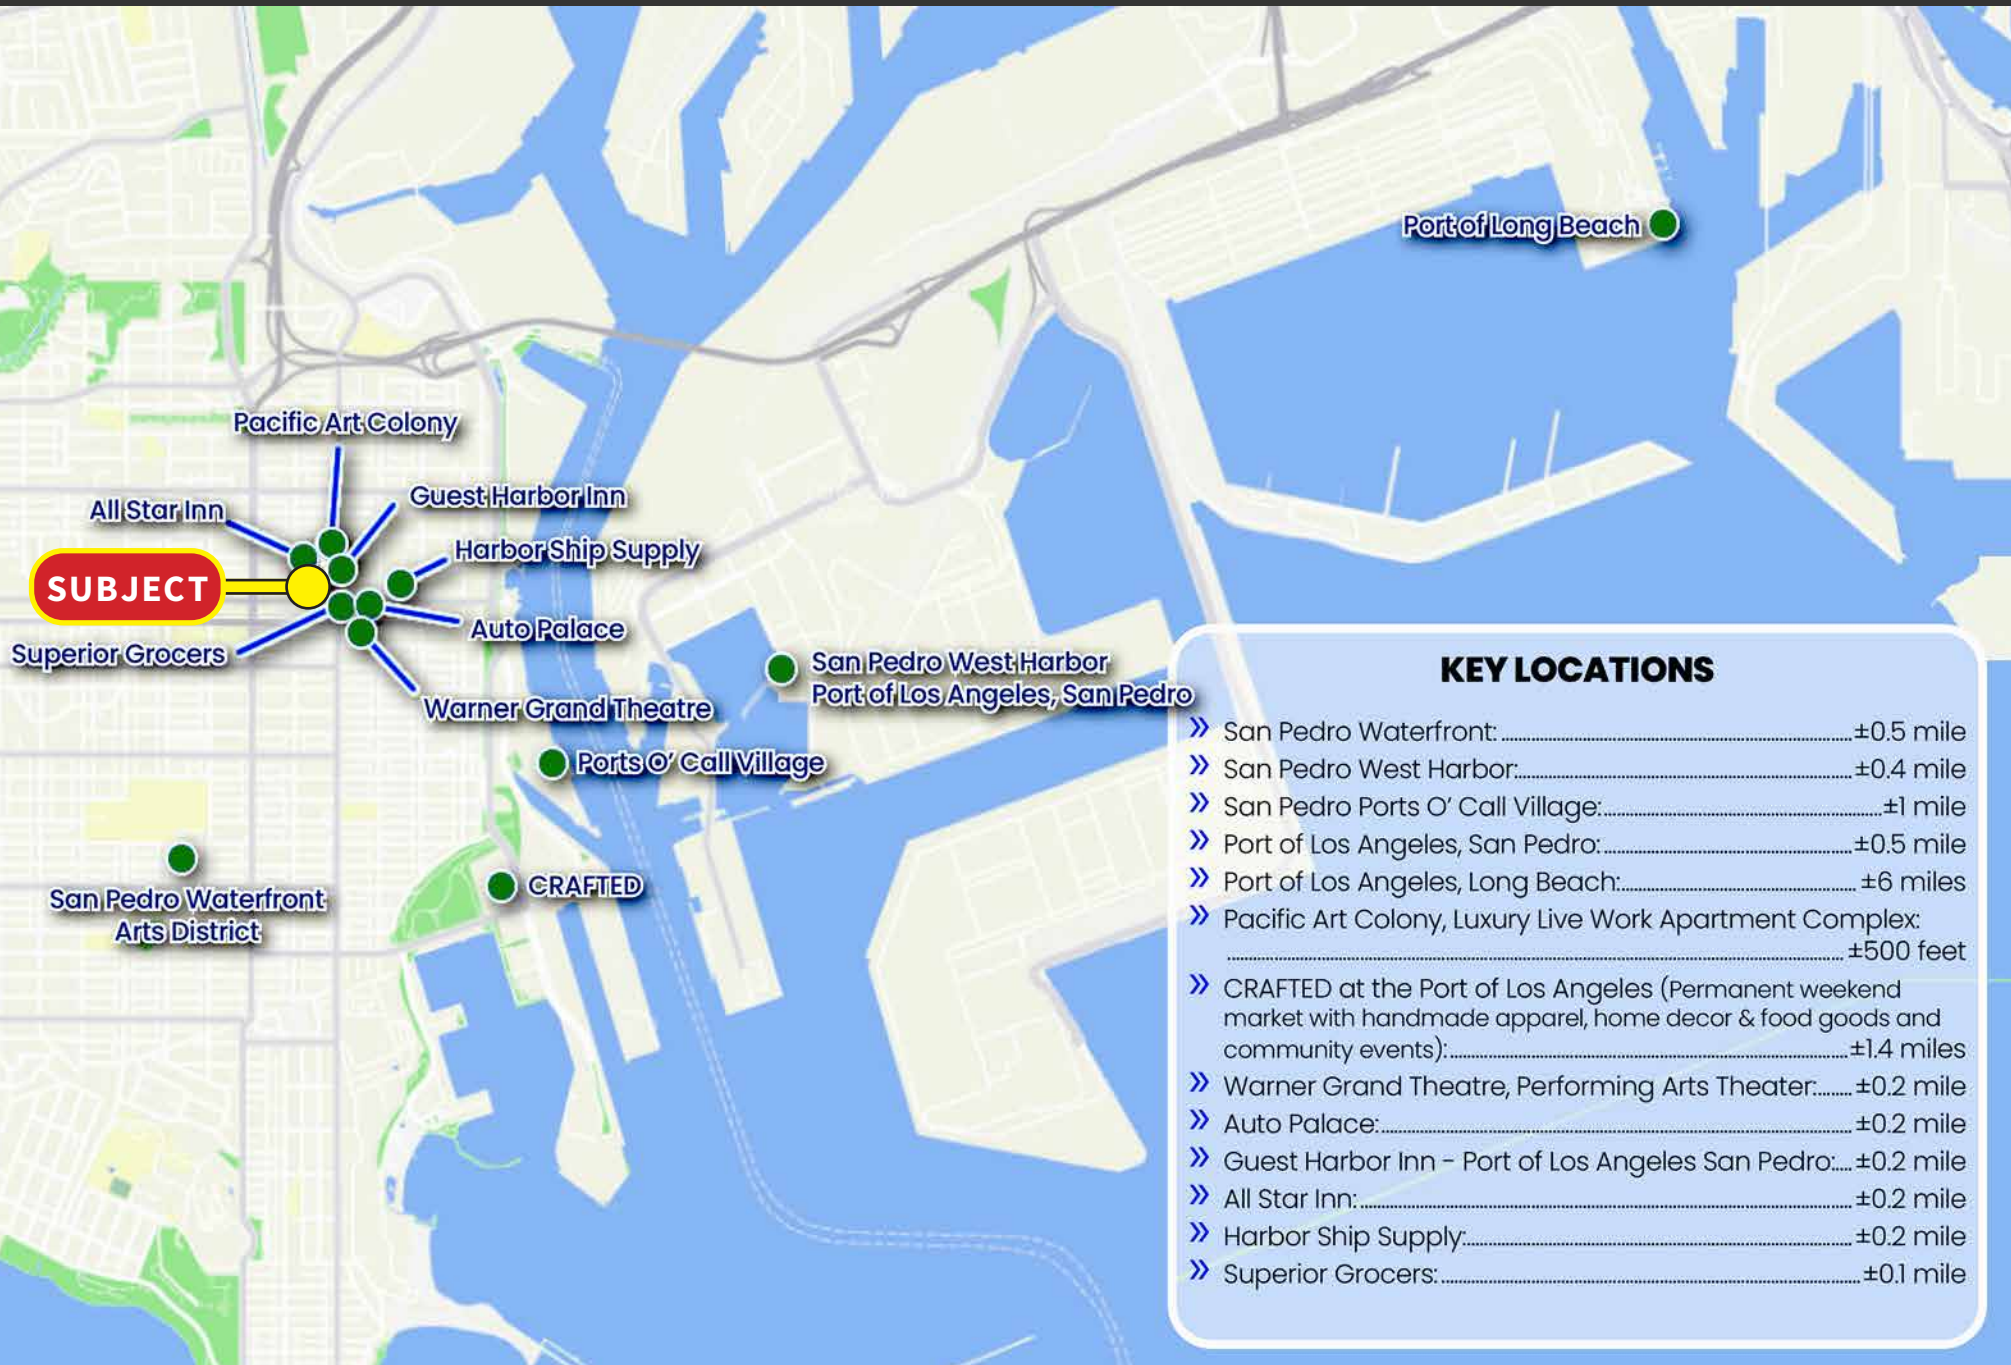 Port of Long Beach
Pacific Art Colony
Guest Harbor Inn
All Star Inn
Harbor Ship Supply
SUBJECT
Auto Palace
Superior Grocers
San Pedro West Harbor
Port of Los Angeles, San Pedro
Warner Grand Theatre
Ports O' Call Village
CRAFTED
San Pedro Waterfront
Arts District
KEY LOCATIONS
» San Pedro Waterfront: ±0.5 mile
» San Pedro West Harbor: ±0.4 mile
» San Pedro Ports O' Call Village: ±1 mile
» Port of Los Angeles, San Pedro: ±0.5 mile
» Port of Los Angeles, Long Beach: ±6 miles
» Pacific Art Colony, Luxury Live Work Apartment Complex:
±500 feet
» CRAFTED at the Port of Los Angeles (Permanent weekend
market with handmade apparel, home decor & food goods and
community events): ±1.4 miles
» Warner Grand Theatre, Performing Arts Theater: ±0.2 mile
» Auto Palace: ±0.2 mile
» Guest Harbor Inn - Port of Los Angeles San Pedro: ±0.2 mile
» All Star Inn: ±0.2 mile
» Harbor Ship Supply: ±0.2 mile
» Superior Grocers: ±0.1 mile